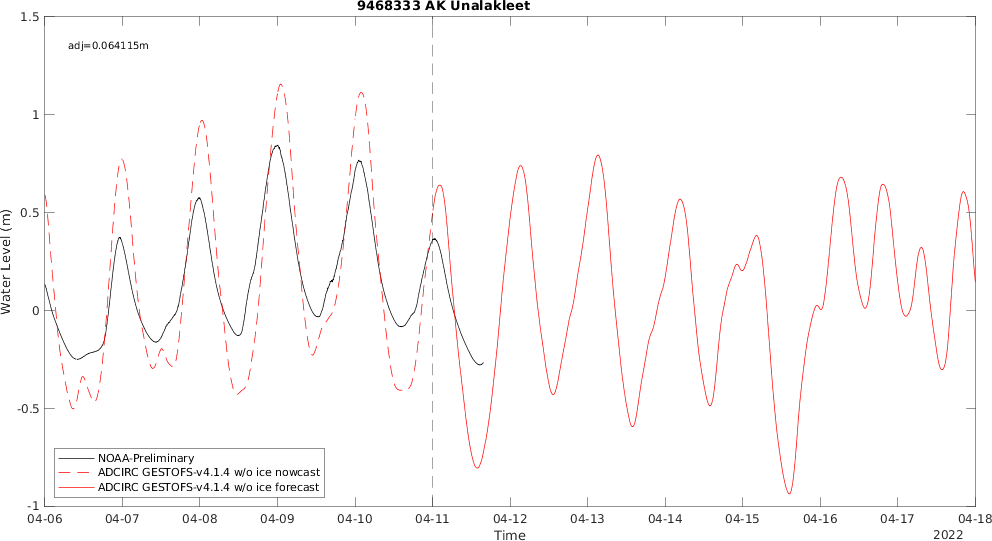 9468333 AK Unalakleet
adj=0.064115m
Water Level (m)
1.5
1
0.5
0
-0.5
-1
NOAA-Preliminary
ADCIRC GESTOFS-v4.1.4 w/o ice nowcast
ADCIRC GESTOFS-v4.1.4 w/o ice forecast
04-06 04-07 04-08 04-09 04-10 04-11 04-12 04-13 04-14 04-15 04-16 04-17 04-18
Time
2022